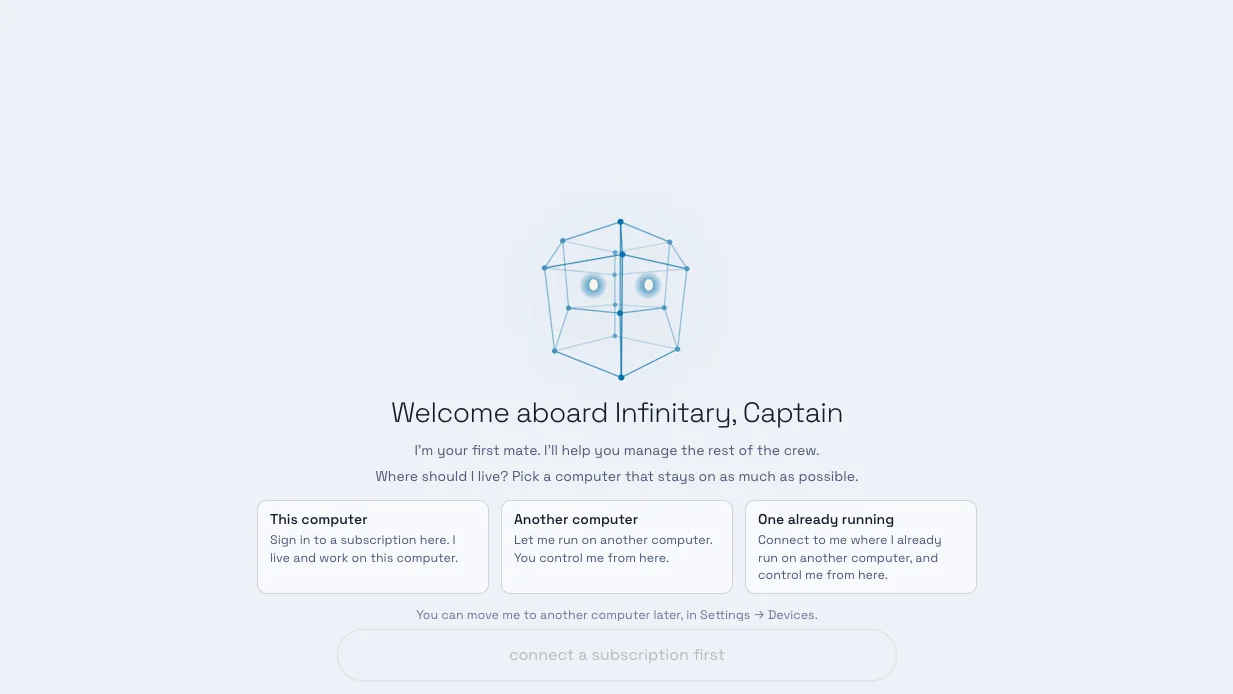 Welcome aboard Infinitary, Captain
I'm your first mate. I'll help you manage the rest of the crew.
Where should I live? Pick a computer that stays on as much as possible.
This computer
Sign in to a subscription here. I
live and work on this computer.
Another computer
Let me run on another computer.
You control me from here.
One already running
Connect to me where I already
run on another computer, and
control me from here.
You can move me to another computer later, in Settings → Devices.
connect a subscription first